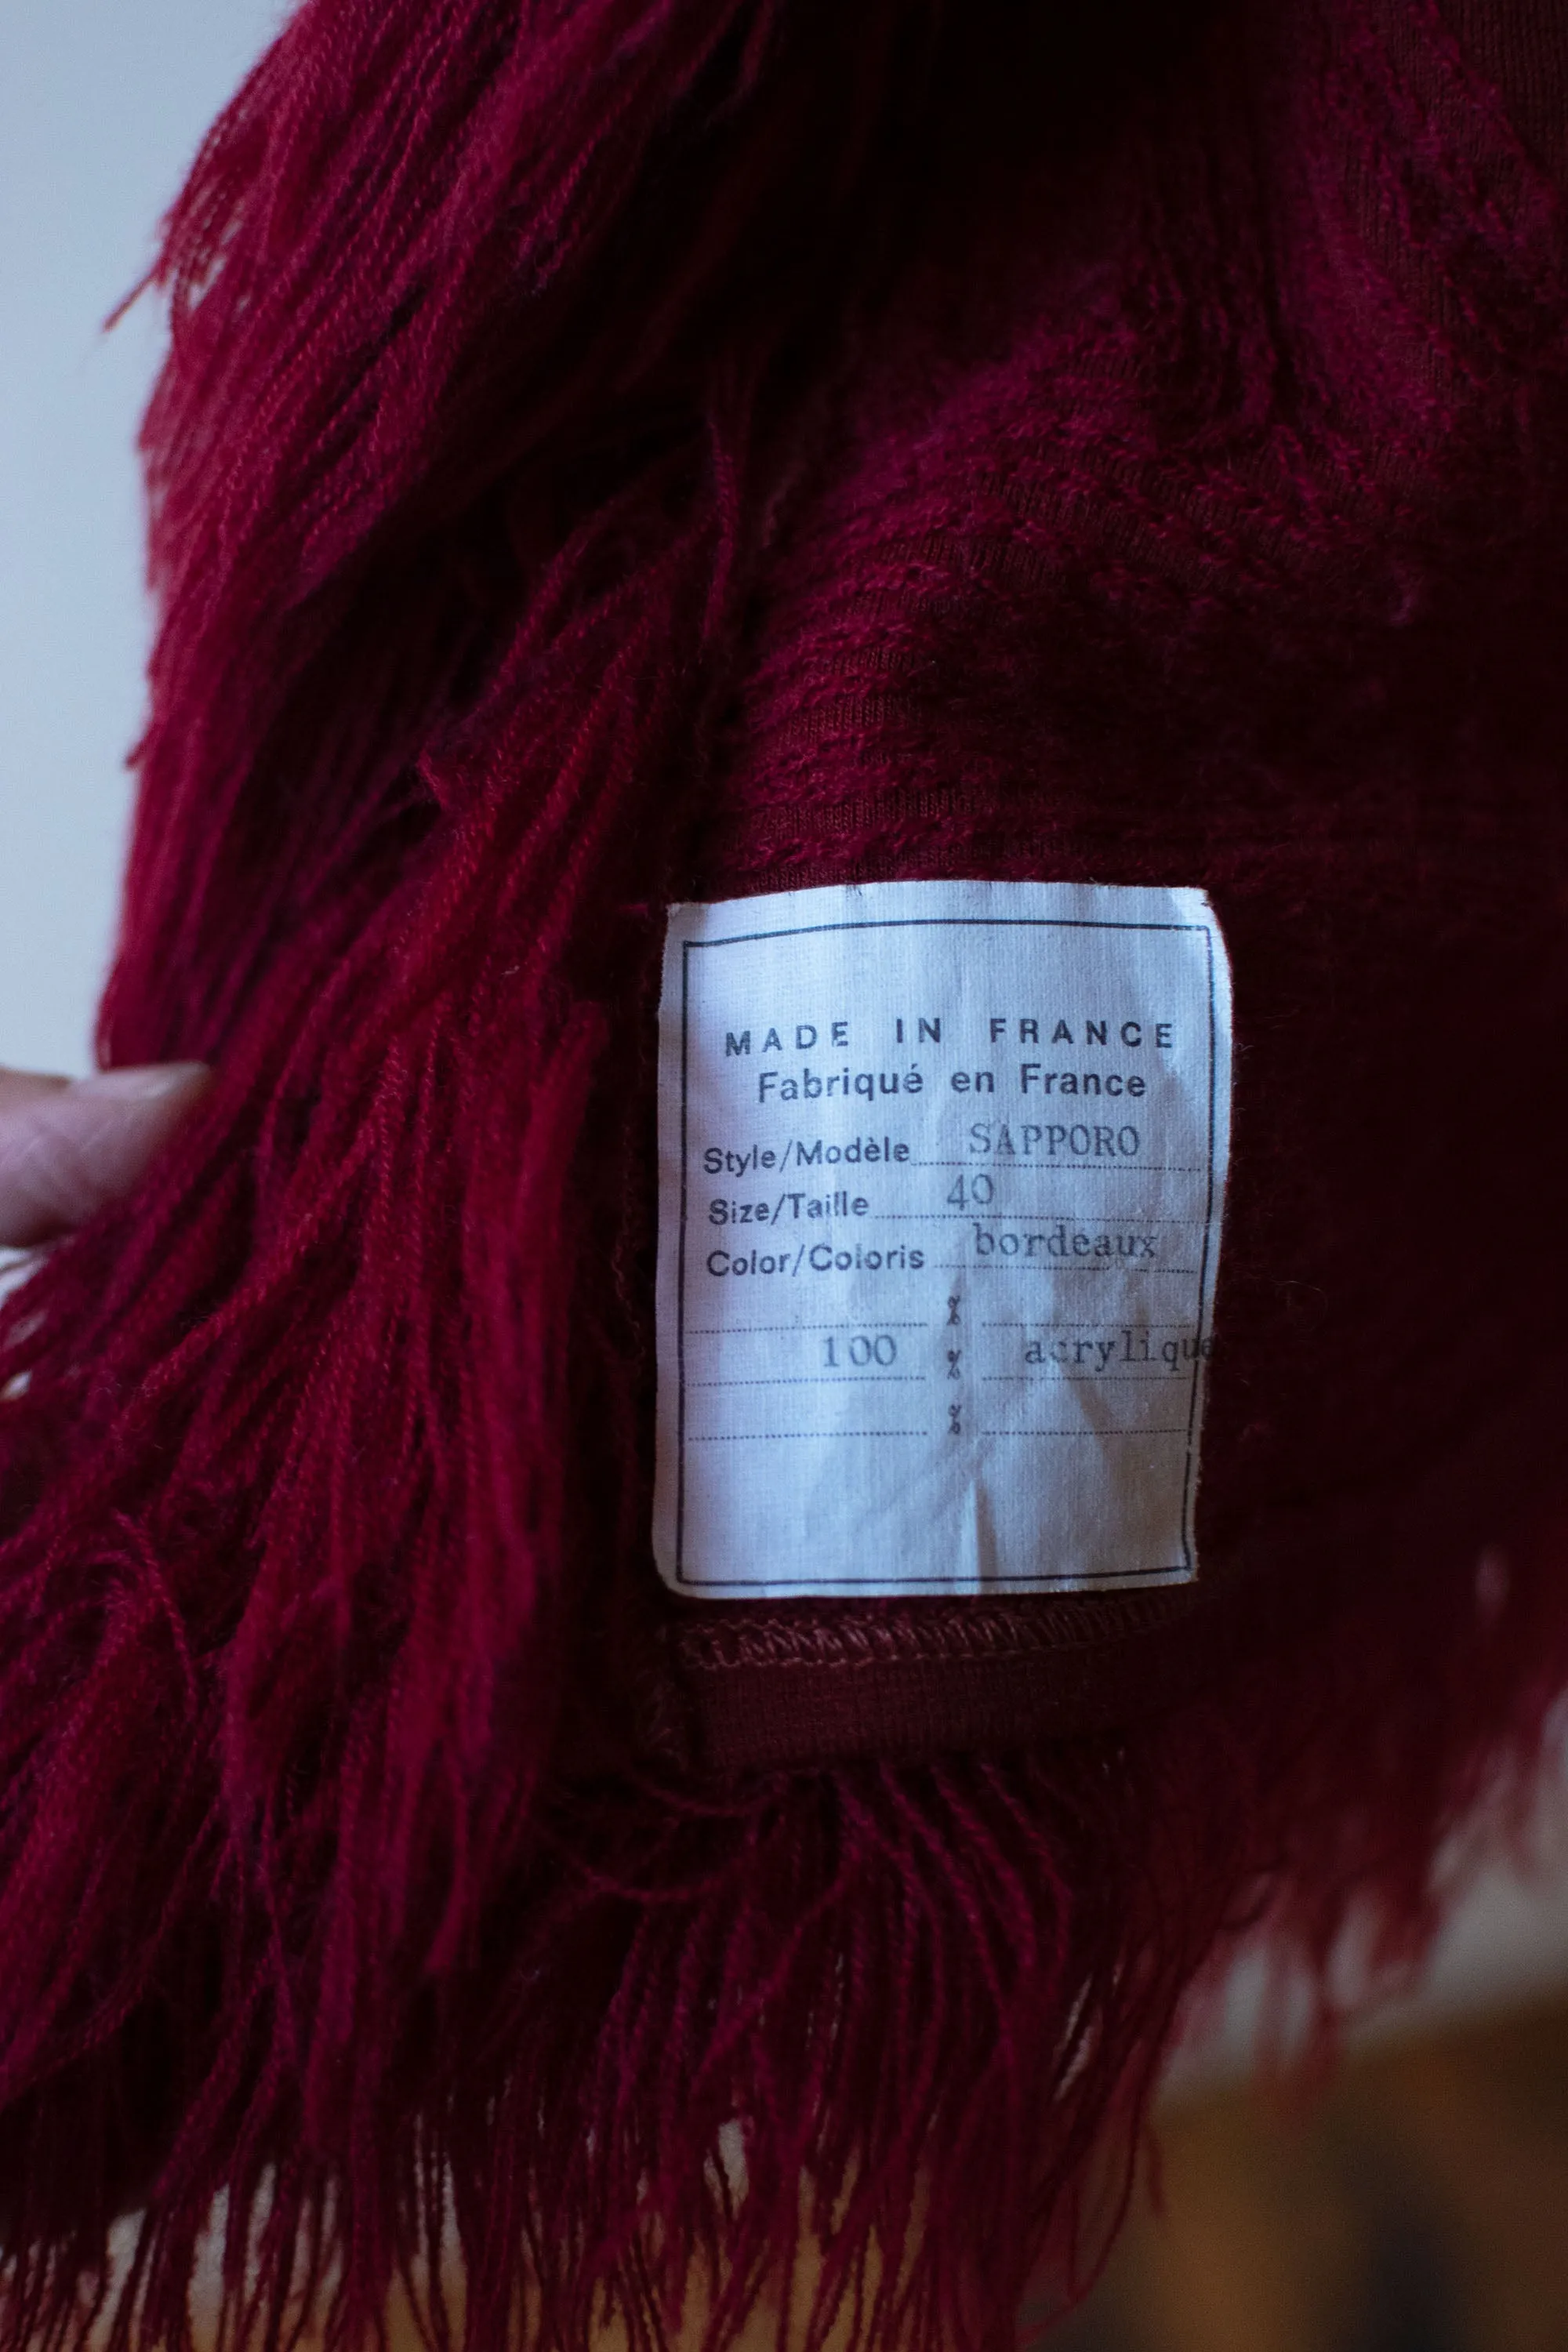 MADE IN FRANCE
Fabriqué en France
Style/Modèle SAPPORO
Size/Taille 40
Color/Coloris bordeaux
%
100 % acrylique
%